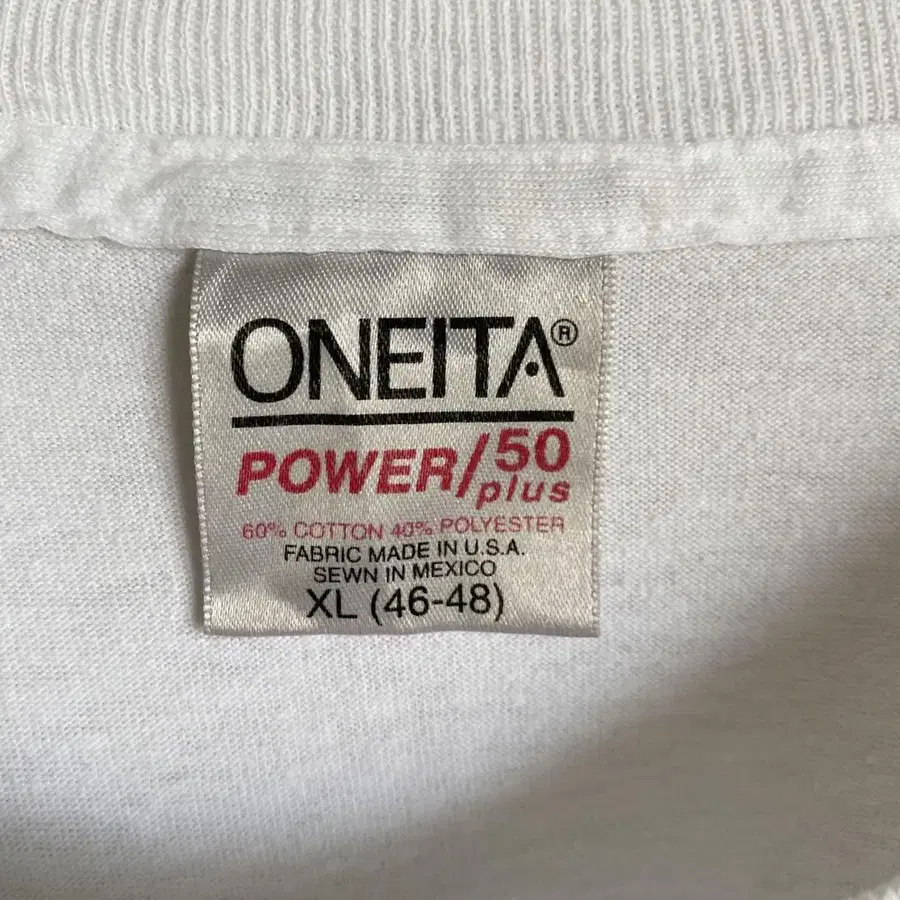 ONEITA®
POWER/50
plus
60% COTTON 40% POLYESTER
FABRIC MADE IN U.S.A.
SEWN IN MEXICO
XL (46-48)